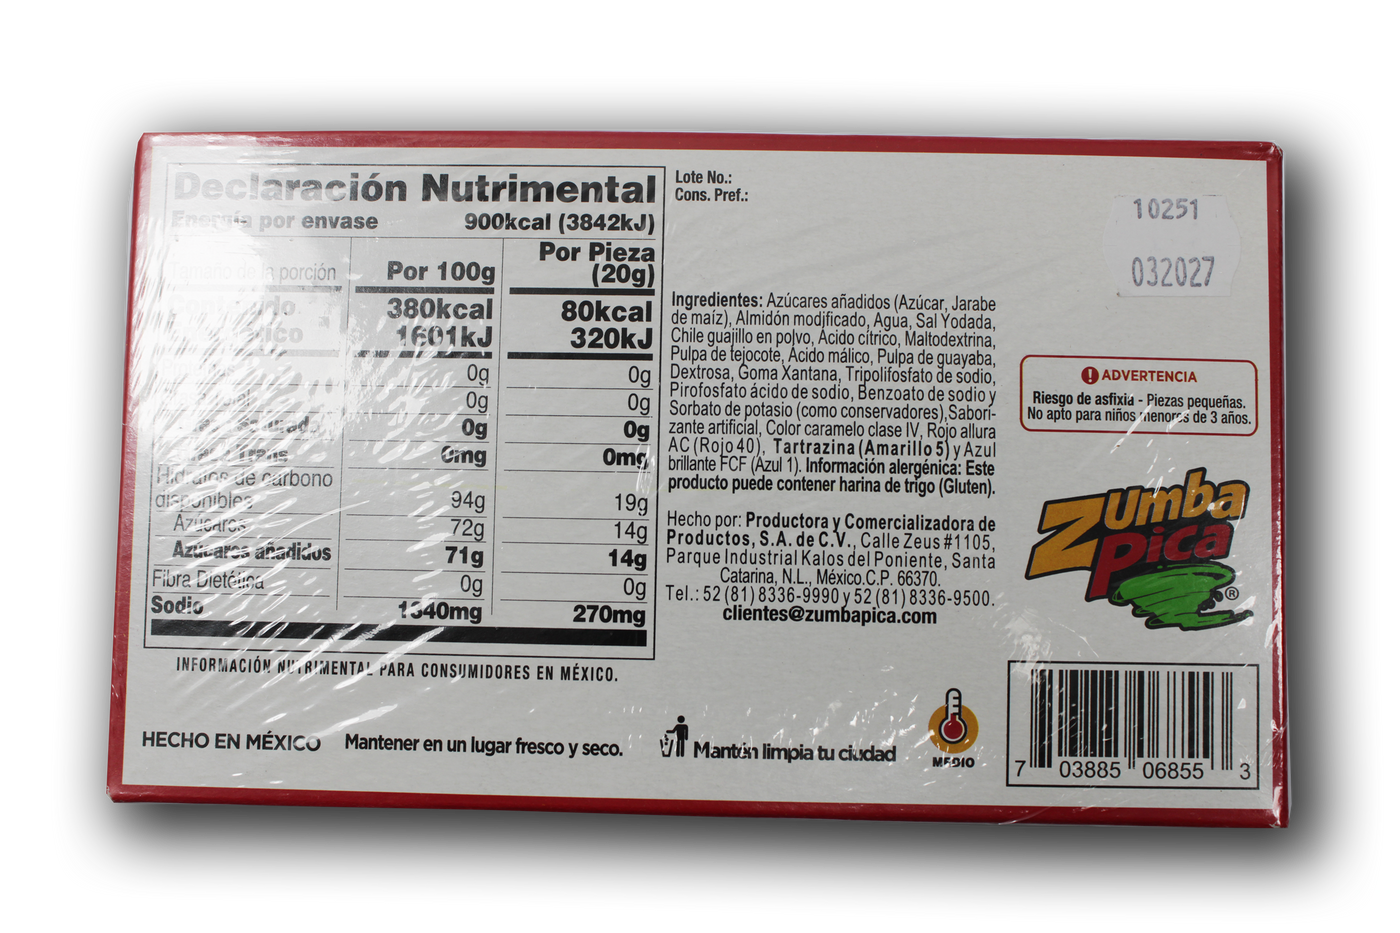 Declaración Nutrimental
Energía por envase 900kcal (3842kJ)
Tamaño de la porción Por 100g Por Pieza (20g)
380kcal 80kcal
1601kJ 320kJ
0g 0g
0g 0g
0g 0g
0mg 0mg
Hidratos de carbono
disponibles 94g 19g
Azúcares 72g 14g
Azúcares añadidos 71g 14g
Fibra Dietética 0g 0g
Sodio 1340mg 270mg
INFORMACIÓN NUTRIMENTAL PARA CONSUMIDORES EN MÉXICO.
Lote No.:
Cons. Pref.:
Ingredientes: Azúcares añadidos (Azúcar, Jarabe
de maíz), Almidón modificado, Agua, Sal Yodada,
Chile guajillo en polvo, Ácido cítrico, Maltodextrina,
Pulpa de tejocote, Ácido málico, Pulpa de guayaba,
Dextrosa, Goma Xantana, Tripolifosfato de sodio,
Pirofosfato ácido de sodio, Benzoato de sodio y
Sorbato de potasio (como conservadores), Sabori-
zante artificial, Color caramelo clase IV, Rojo allura
AC (Rojo 40), Tartrazina (Amarillo 5) y Azul
brillante FCF (Azul 1). Información alergénica: Este
producto puede contener harina de trigo (Gluten).
Hecho por: Productora y Comercializadora de
Productos, S.A. de C.V., Calle Zeus #1105,
Parque Industrial Kalos del Poniente, Santa
Catarina, N.L., México.C.P. 66370.
Tel.: 52 (81) 8336-9990 y 52 (81) 8336-9500.
clientes@zumbapica.com
10251
032027
ADVERTENCIA
Riesgo de asfixia - Piezas pequeñas.
No apto para niños menores de 3 años.
Zumba
Pica
®
HECHO EN MÉXICO Mantener en un lugar fresco y seco. Mantén limpia tu ciudad
MEDIO
7 03885 06855 3